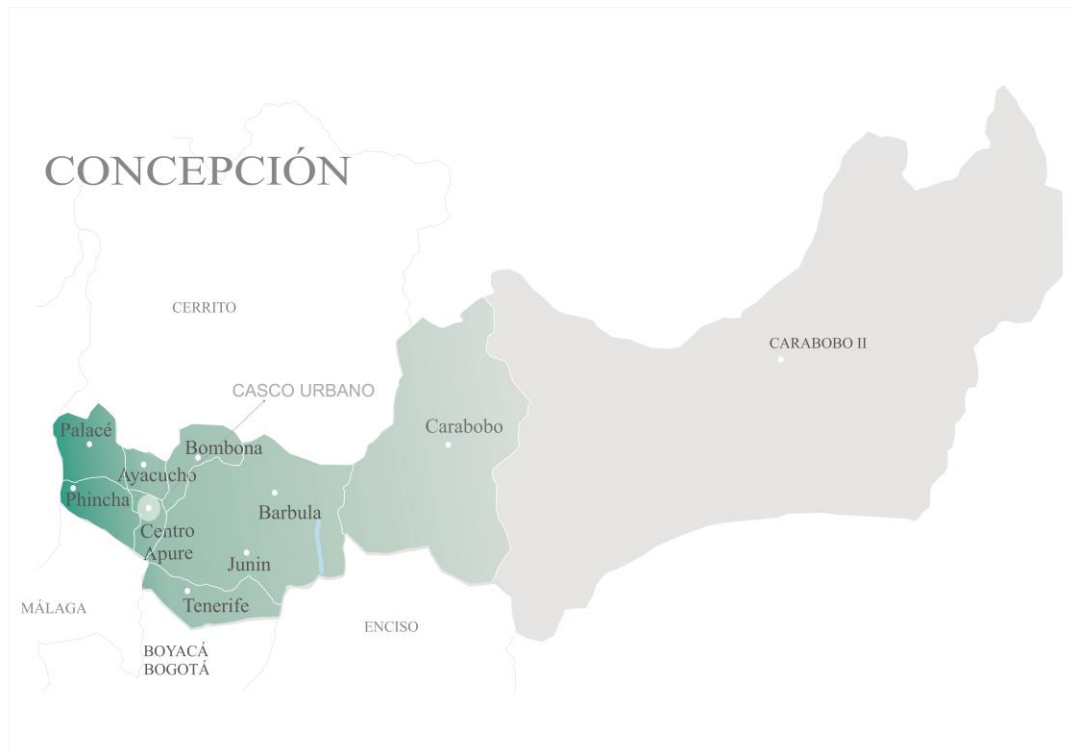 CONCEPCIÓN
CERRITO
CARABOBO II
CASCO URBANO
Palacé
Carabobo
Bombona
Ayacucho
Phincha
Barbula
Centro
Apure
Junin
Tenerife
MÁLAGA
ENCISO
BOYACÁ
BOGOTÁ